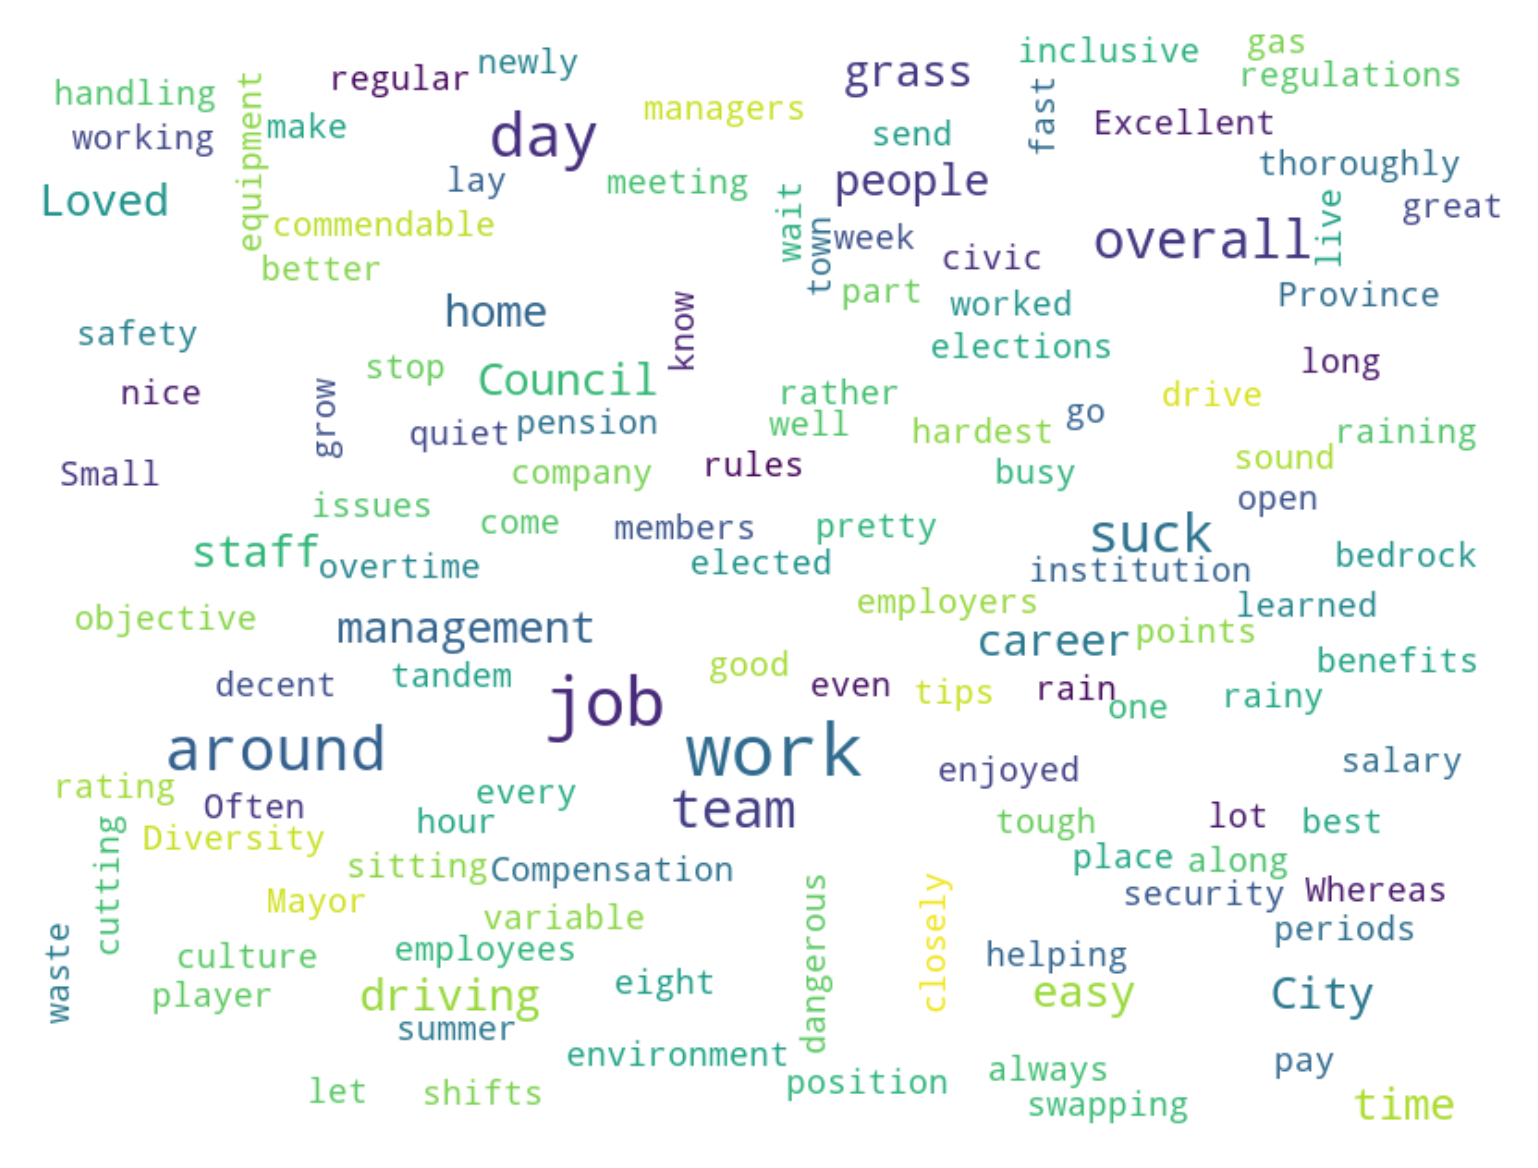 handling
working
Loved
equipment
make
regular
newly
day
lay
commendable
better
managers
meeting
grass
send
people
inclusive
fast
gas
regulations
Excellent
thoroughly
great
live
overall
Province
wait
town
week
civic
part
worked
elections
long
home
know
safety
nice
stop
grow
Council
quiet
pension
rather
well
hardest
go
drive
raining
Small
issues
company
come
rules
members
busy
sound
open
pretty
suck
institution
bedrock
staff
overtime
elected
employers
learned
objective
management
career
points
benefits
decent
tandem
good
even
tips
rain
one
rainy
job
around
work
team
enjoyed
salary
rating
Often
Diversity
every
hour
cutting
waste
sitting
Compensation
Mayor
variable
tough
lot
best
place
along
security
Whereas
periods
culture
employees
player
driving
eight
summer
dangerous
closely
helping
easy
City
environment
let
shifts
position
always
swapping
pay
time